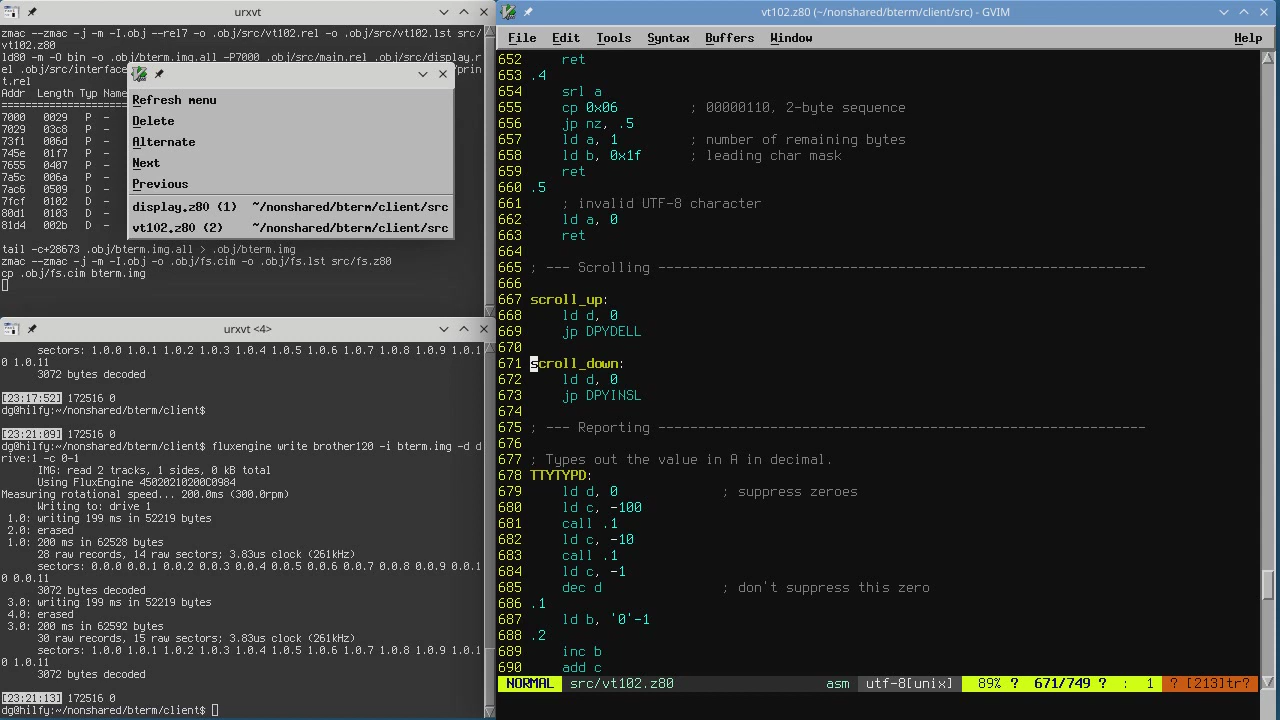 urxvt
zmac --zmac -j -m -I.obj --rel7 -o .obj/src/vt102.rel -o .obj/src/vt102.lst src/
vt102.z80
ld80 -m -O bin -o .obj/bterm.img.all -P7000 .obj/src/main.rel .obj/src/display.r
el .obj/src/interface
/prin
t.rel
Addr  Length Typ Name
7000  0029  P  -
7029  03c8  P  -
73f1  006d  P  -
745e  01f7  P  -
7655  0407  P  -
7a5c  006a  P  -
7ac6  0509  D  -
7fcf  0102  D  -
80d1  0103  D  -
81d4  002b  D  -
tail -c+28673 .obj/bterm.img.all > .obj/bterm.img
zmac --zmac -j -m -I.obj -o .obj/fs.cim -o .obj/fs.lst src/fs.z80
cp .obj/fs.cim bterm.img
Refresh menu
Delete
Alternate
Next
Previous
display.z80 (1)  ~/nonshared/bterm/client/src
vt102.z80 (2)    ~/nonshared/bterm/client/src
urxvt <4>
sectors: 1.0.0 1.0.1 1.0.2 1.0.3 1.0.4 1.0.5 1.0.6 1.0.7 1.0.8 1.0.9 1.0.1
0 1.0.11
3072 bytes decoded
[23:17:52] 172516 0
dg@hilfy:~/nonshared/bterm/client$
[23:21:09] 172516 0
dg@hilfy:~/nonshared/bterm/client$ fluxengine write brother120 -i bterm.img -d d
rive:1 -c 0-1
IMG: read 2 tracks, 1 sides, 0 kB total
Using FluxEngine 45020210200C0984
Measuring rotational speed... 200.0ms (300.0rpm)
Writing to: drive 1
1.0: writing 199 ms in 52219 bytes
2.0: erased
1.0: 200 ms in 62528 bytes
28 raw records, 14 raw sectors; 3.83us clock (261kHz)
sectors: 0.0.0 0.0.1 0.0.2 0.0.3 0.0.4 0.0.5 0.0.6 0.0.7 0.0.8 0.0.9 0.0.1
0 0.0.11
3072 bytes decoded
3.0: writing 199 ms in 52219 bytes
4.0: erased
3.0: 200 ms in 62592 bytes
30 raw records, 15 raw sectors; 3.83us clock (261kHz)
sectors: 1.0.0 1.0.1 1.0.2 1.0.3 1.0.4 1.0.5 1.0.6 1.0.7 1.0.8 1.0.9 1.0.1
0 1.0.11
3072 bytes decoded
[23:21:13] 172516 0
dg@hilfy:~/nonshared/bterm/client$
vt102.z80 (~/nonshared/bterm/client/src) - GVIM
File Edit Tools Syntax Buffers Window Help
652     ret
653 .4
654     srl a
655     cp 0x06         ; 00000110, 2-byte sequence
656     jp nz, .5
657     ld a, 1         ; number of remaining bytes
658     ld b, 0x1f      ; leading char mask
659     ret
660 .5
661     ; invalid UTF-8 character
662     ld a, 0
663     ret
664
665 ; --- Scrolling -------------------------------------------------------------
666
667 scroll_up:
668     ld d, 0
669     jp DPYDELL
670
671 scroll_down:
672     ld d, 0
673     jp DPYINSL
674
675 ; --- Reporting -------------------------------------------------------------
676
677 ; Types out the value in A in decimal.
678 TTYTYPD:
679     ld d, 0             ; suppress zeroes
680     ld c, -100
681     call .1
682     ld c, -10
683     call .1
684     ld c, -1
685     dec d               ; don't suppress this zero
686 .1
687     ld b, '0'-1
688 .2
689     inc b
690     add c
NORMAL src/vt102.z80 asm utf-8[unix] 89% ? 671/749 ? : 1 ? [213]tr?